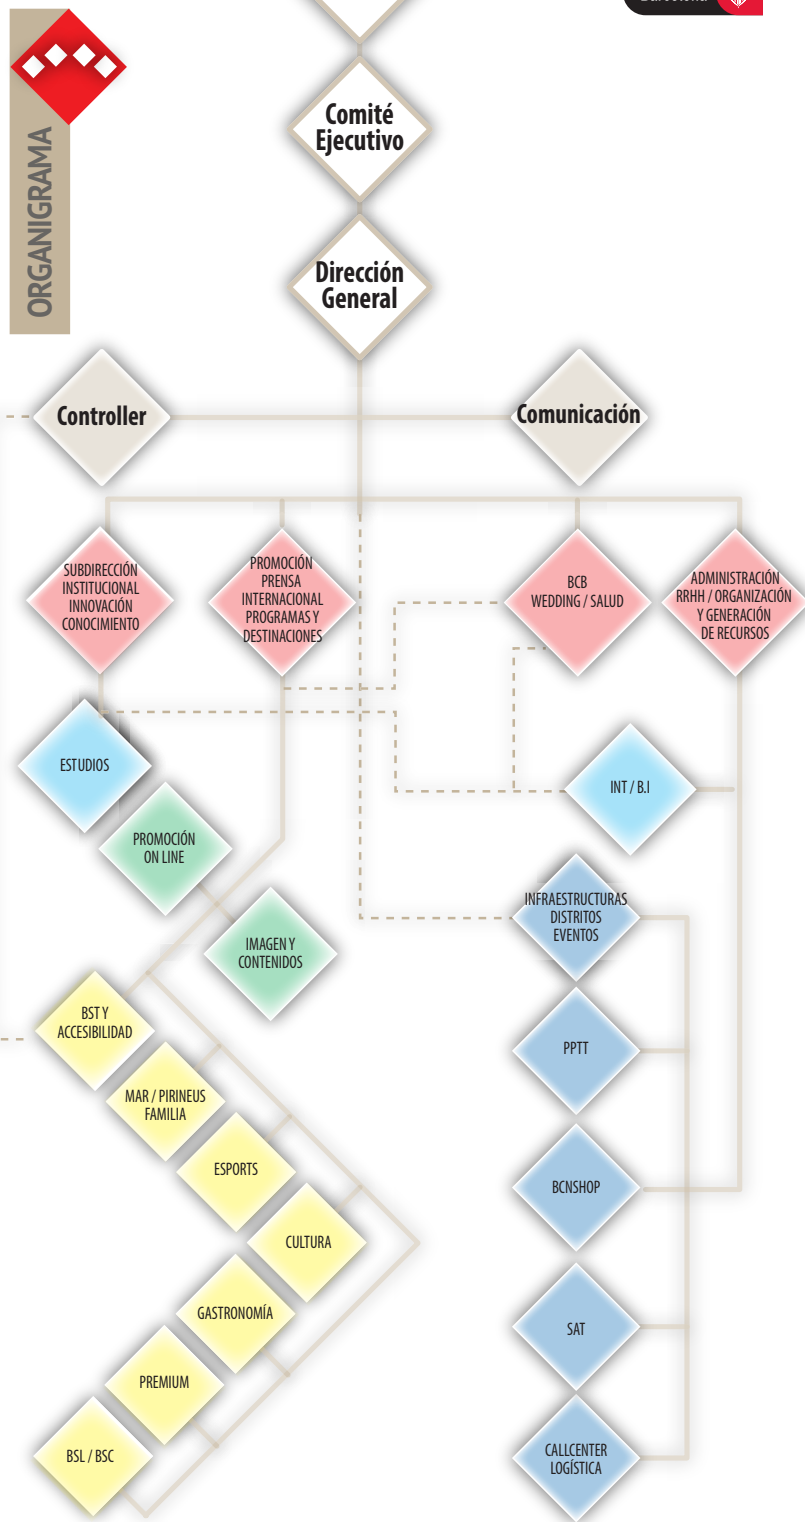 ORGANIGRAMA
Comité
Ejecutivo
Dirección
General
Controller
Comunicación
SUBDIRECCIÓN
INSTITUCIONAL
INNOVACIÓN
CONOCIMIENTO
PROMOCIÓN
PRENSA
INTERNACIONAL
PROGRAMAS Y
DESTINACIONES
BCB
WEDDING / SALUD
ADMINISTRACIÓN
RRHH / ORGANIZACIÓN
Y GENERACIÓN
DE RECURSOS
ESTUDIOS
INT / B.I
PROMOCIÓN
ON LINE
IMAGEN Y
CONTENIDOS
INFRAESTRUCTURAS
DISTRITOS
EVENTOS
BST Y
ACCESIBILIDAD
PPTT
MAR / PIRINEUS
FAMILIA
ESPORTS
BCNSHOP
CULTURA
GASTRONOMÍA
SAT
PREMIUM
BSL / BSC
CALLCENTER
LOGÍSTICA